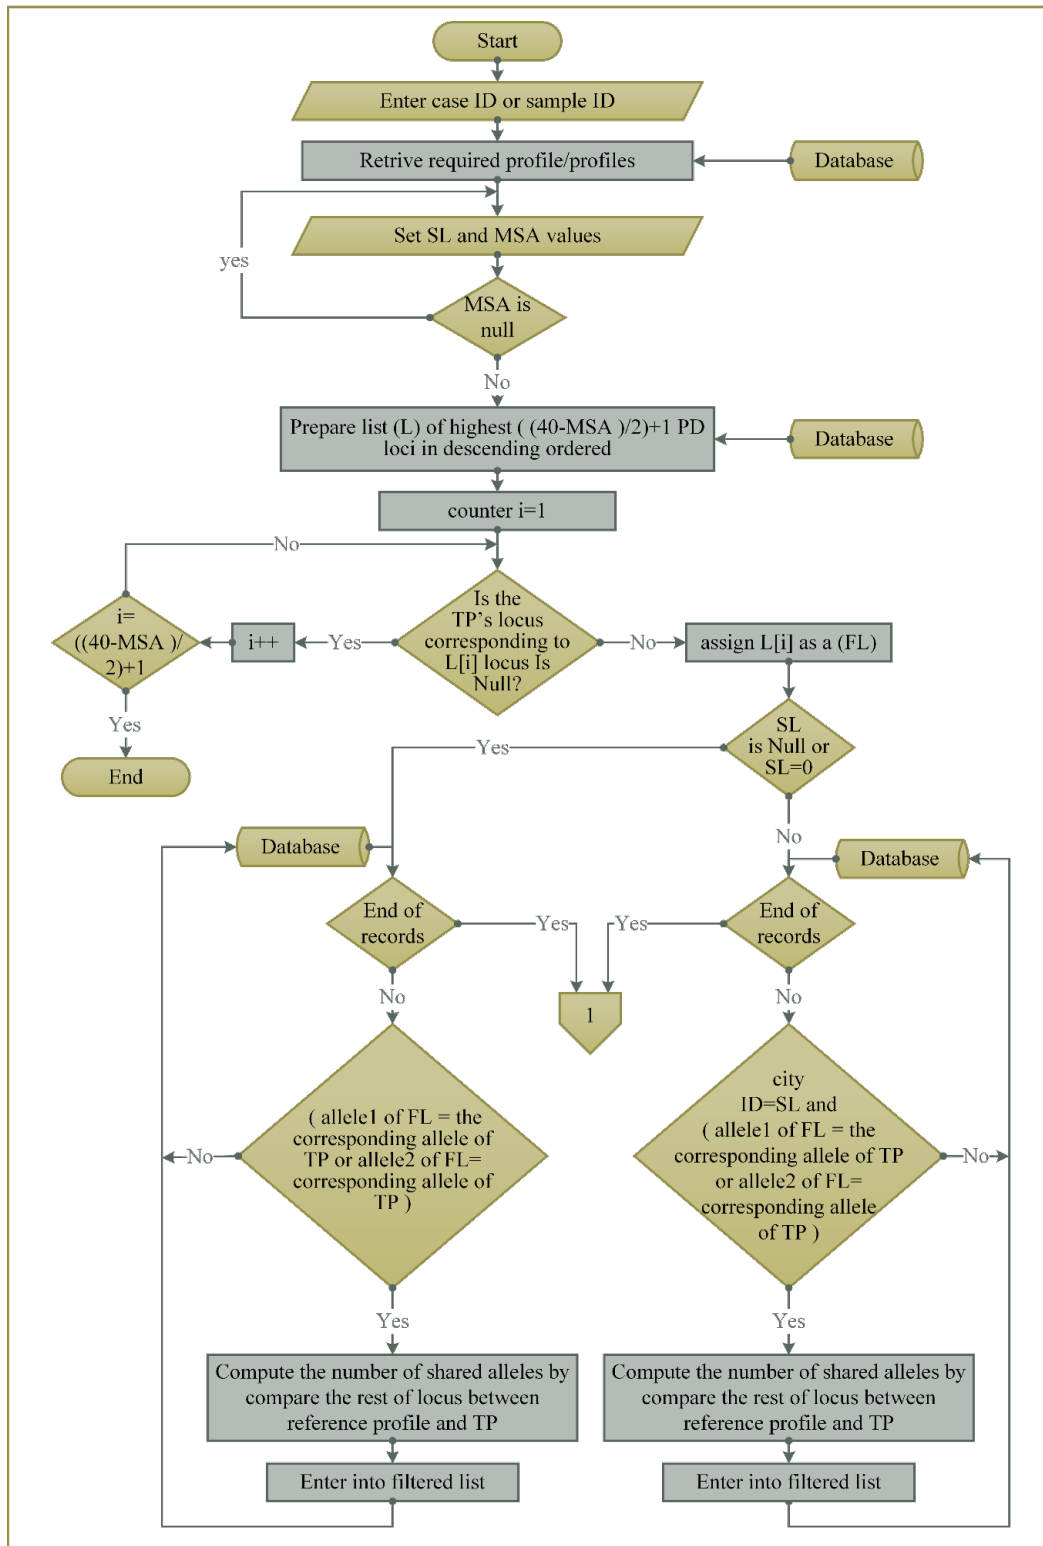 Start
Enter case ID or sample ID
Retrive required profile/profiles
Database
Set SL and MSA values
yes
MSA is
null
No
Prepare list (L) of highest ( (40-MSA )/2)+1 PD
loci in descending ordered
Database
counter i=1
No
i=
((40-MSA )/
2)+1
i++
Yes
Is the
TP's locus
corresponding to
L[i] locus Is
Null?
No
assign L[i] as a (FL)
Yes
End
Yes
SL
is Null or
SL=0
No
Database
Database
End of
records
Yes
Yes
End of
records
No
1
No
( allele1 of FL = the
corresponding allele of
TP or allele2 of FL=
corresponding allele of
TP )
No
city
ID=SL and
( allele1 of FL = the
corresponding allele of TP
or allele2 of FL=
corresponding allele
of TP )
No
Yes
Yes
Compute the number of shared alleles by
compare the rest of locus between
reference profile and TP
Compute the number of shared alleles by
compare the rest of locus between
reference profile and TP
Enter into filtered list
Enter into filtered list